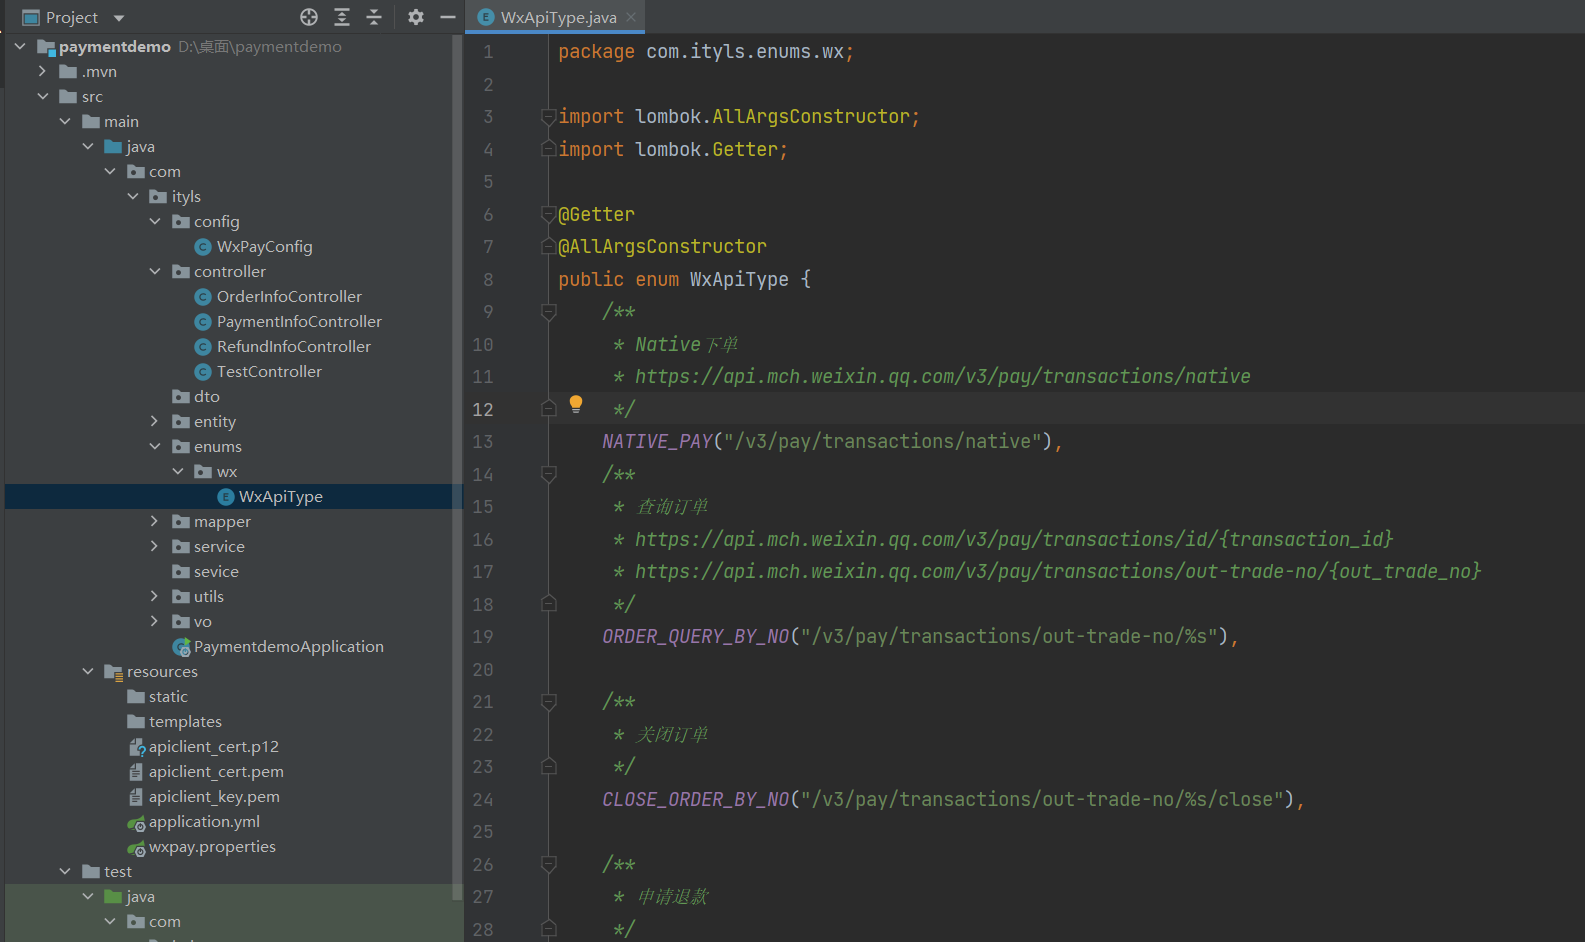 Project
paymentdemo D:\桌面\paymentdemo
.mvn
src
main
java
com
ityls
config
WxPayConfig
controller
OrderInfoController
PaymentInfoController
RefundInfoController
TestController
dto
entity
enums
wx
WxApiType
mapper
service
sevice
utils
vo
PaymentdemoApplication
resources
static
templates
apiclient_cert.p12
apiclient_cert.pem
apiclient_key.pem
application.yml
wxpay.properties
test
java
com
WxApiType.java
1 package com.ityls.enums.wx;
2
3 import lombok.AllArgsConstructor;
4 import lombok.Getter;
5
6 @Getter
7 @AllArgsConstructor
8 public enum WxApiType {
9 /**
10 * Native下单
11 * https://api.mch.weixin.qq.com/v3/pay/transactions/native
12 */
13 NATIVE_PAY("/v3/pay/transactions/native"),
14 /**
15 * 查询订单
16 * https://api.mch.weixin.qq.com/v3/pay/transactions/id/{transaction_id}
17 * https://api.mch.weixin.qq.com/v3/pay/transactions/out-trade-no/{out_trade_no}
18 */
19 ORDER_QUERY_BY_NO("/v3/pay/transactions/out-trade-no/%s"),
20
21 /**
22 * 关闭订单
23 */
24 CLOSE_ORDER_BY_NO("/v3/pay/transactions/out-trade-no/%s/close"),
25
26 /**
27 * 申请退款
28 */